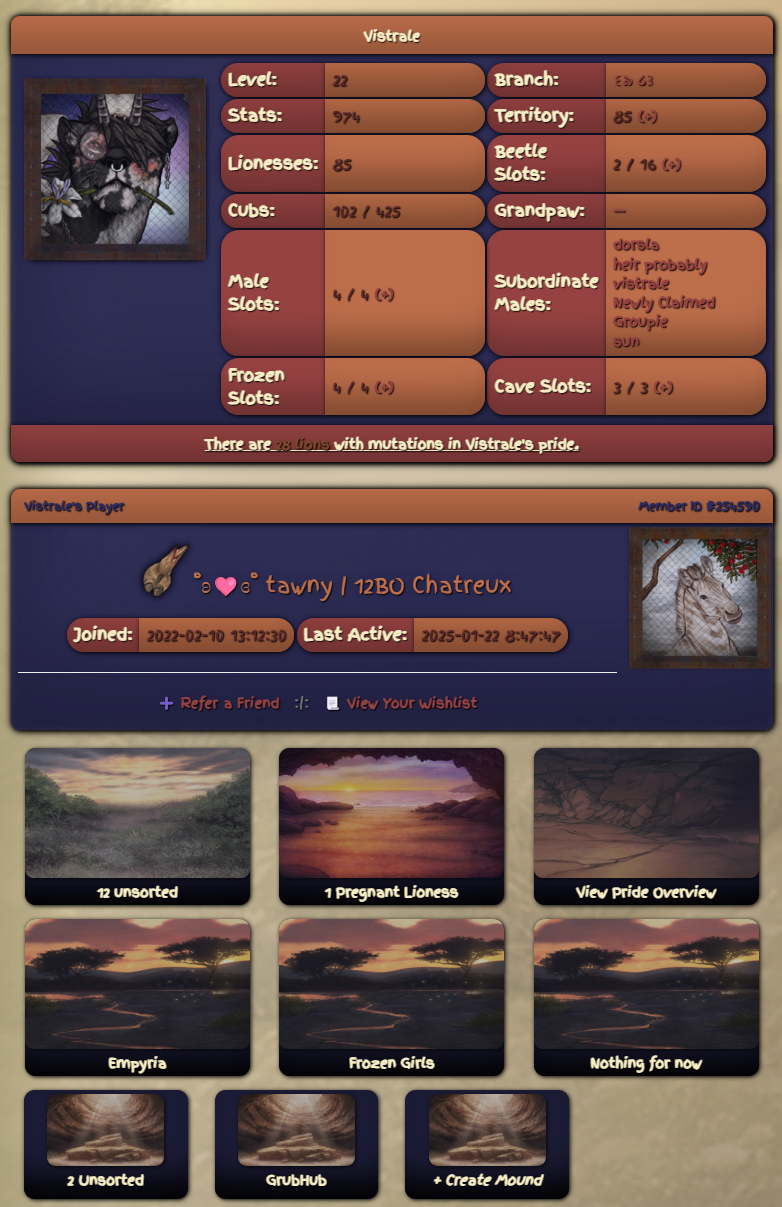 Vistrale
Level: 22
Branch:
Stats: 974
Territory: 85 (+)
Lionesses: 85
Beetle
Slots: 2 / 16 (+)
Cubs: 102 / 425
Grandpaw: —
Male
Slots: 4 / 4 (+)
Subordinate
Males:
dorsla
heir probably
vistrale
Newly Claimed
Groupie
sun
Frozen
Slots: 4 / 4 (+)
Cave Slots: 3 / 3 (+)
There are 28 lions with mutations in Vistrale's pride.
Vistrale's Player
Member ID #254590
tawny / 12BO Chatreux
Joined: 2022-02-10 13:12:30 Last Active: 2025-01-22 8:47:47
Refer a Friend :/: View Your Wishlist
12 Unsorted
1 Pregnant Lioness
View Pride Overview
Empyria
Frozen Girls
Nothing for now
2 Unsorted
GrubHub
+ Create Mound